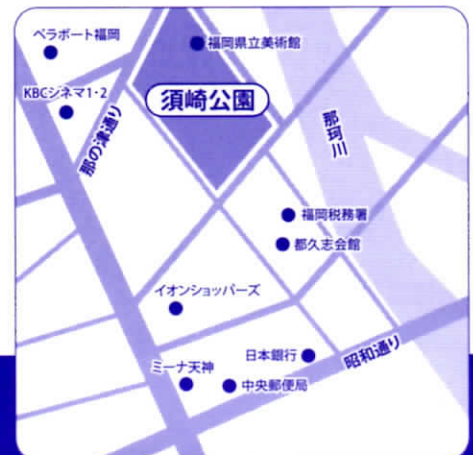 ペラボート福岡
福岡県立美術館
KBCシネマ1・2
須崎公園
那の津通り
那珂川
福岡税務署
都久志会館
イオンショッパーズ
日本銀行
昭和通り
ミーナ天神
中央郵便局